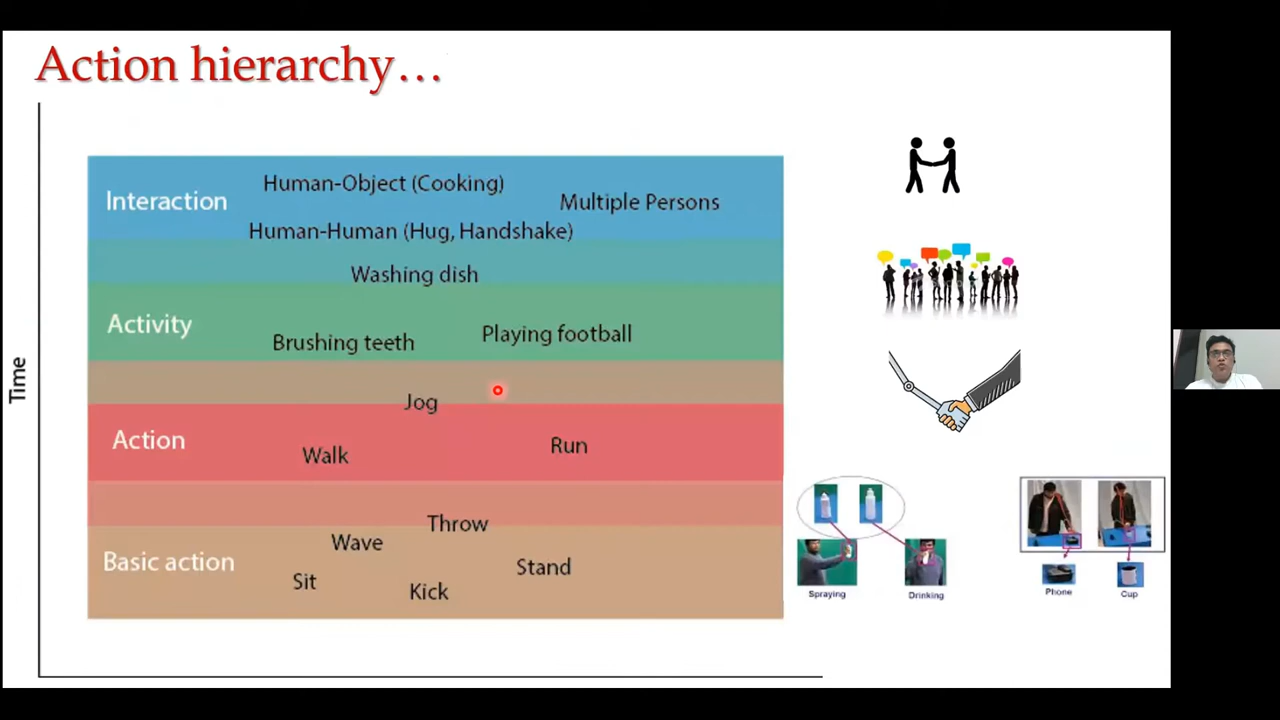 Action hierarchy...
Time
Interaction
Human-Object (Cooking)
Multiple Persons
Human-Human (Hug, Handshake)
Washing dish
Activity
Brushing teeth
Playing football
Jog
Action
Walk
Run
Throw
Wave
Basic action
Sit
Kick
Stand
Spraying
Drinking
Phone
Cup